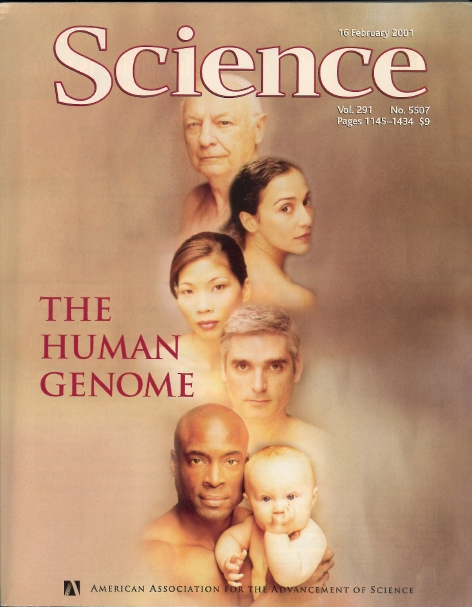 16 February 2001
Science
Vol. 291 No. 5507
Pages 1145–1434 $9
THE
HUMAN
GENOME
AMERICAN ASSOCIATION FOR THE ADVANCEMENT OF SCIENCE